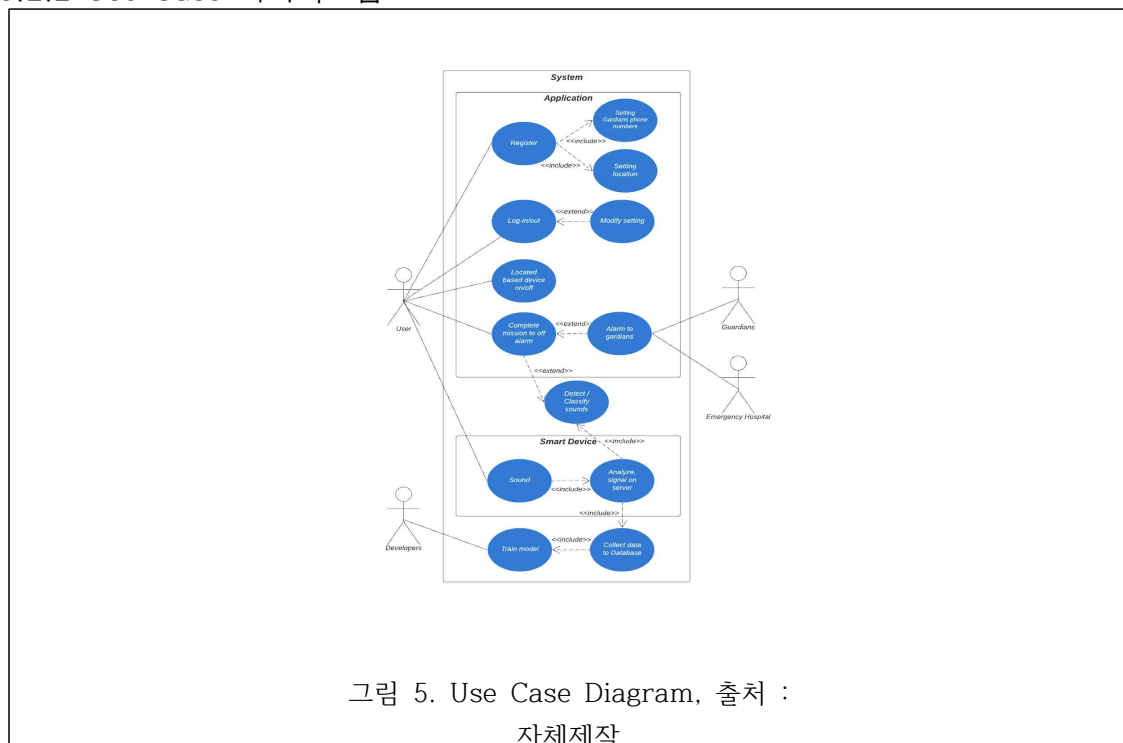 Use Case
System
Application
Setting
Gardians phone
numbers
Register
<<include>>
<<include>>
Setting
location
Log-in/out
<<extend>>
Modify setting
Located
based device
on/off
User
Complete
mission to off
alarm
<<extend>>
Alarm to
gardians
Guardians
<<extend>>
Detect /
Classify
sounds
Emergency Hospital
Smart Device
<<include>>
Sound
<<include>>
Analyze,
signal on
server
<<include>>
Developers
Train model
<<include>>
Collect data
to Database
그림 5. Use Case Diagram, 출처 :
자체제작